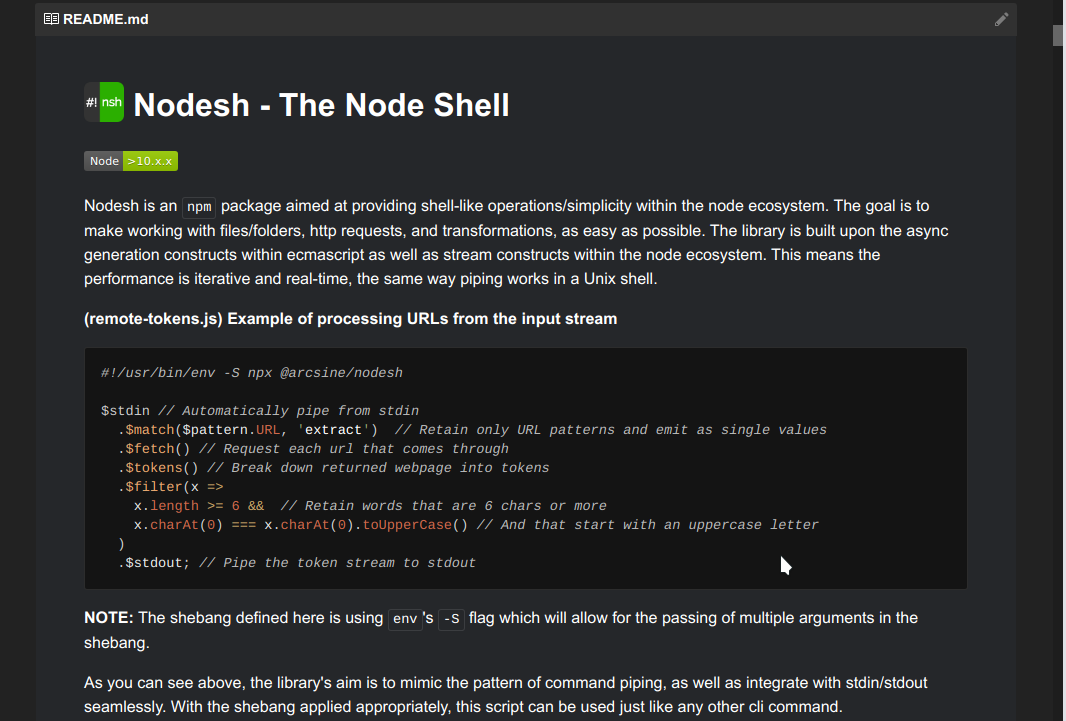 README.md
#! nsh Nodesh - The Node Shell
Node >10.x.x
Nodesh is an npm package aimed at providing shell-like operations/simplicity within the node ecosystem. The goal is to
make working with files/folders, http requests, and transformations, as easy as possible. The library is built upon the async
generation constructs within ecmascript as well as stream constructs within the node ecosystem. This means the
performance is iterative and real-time, the same way piping works in a Unix shell.
(remote-tokens.js) Example of processing URLs from the input stream
#!/usr/bin/env -S npx @arcsine/nodesh
$stdin // Automatically pipe from stdin
  .$match($pattern.URL, 'extract')  // Retain only URL patterns and emit as single values
  .$fetch() // Request each url that comes through
  .$tokens() // Break down returned webpage into tokens
  .$filter(x =>
    x.length >= 6 &&  // Retain words that are 6 chars or more
    x.charAt(0) === x.charAt(0).toUpperCase() // And that start with an uppercase letter
  )
  .$stdout; // Pipe the token stream to stdout
NOTE: The shebang defined here is using env's -S flag which will allow for the passing of multiple arguments in the
shebang.
As you can see above, the library's aim is to mimic the pattern of command piping, as well as integrate with stdin/stdout
seamlessly. With the shebang applied appropriately, this script can be used just like any other cli command.